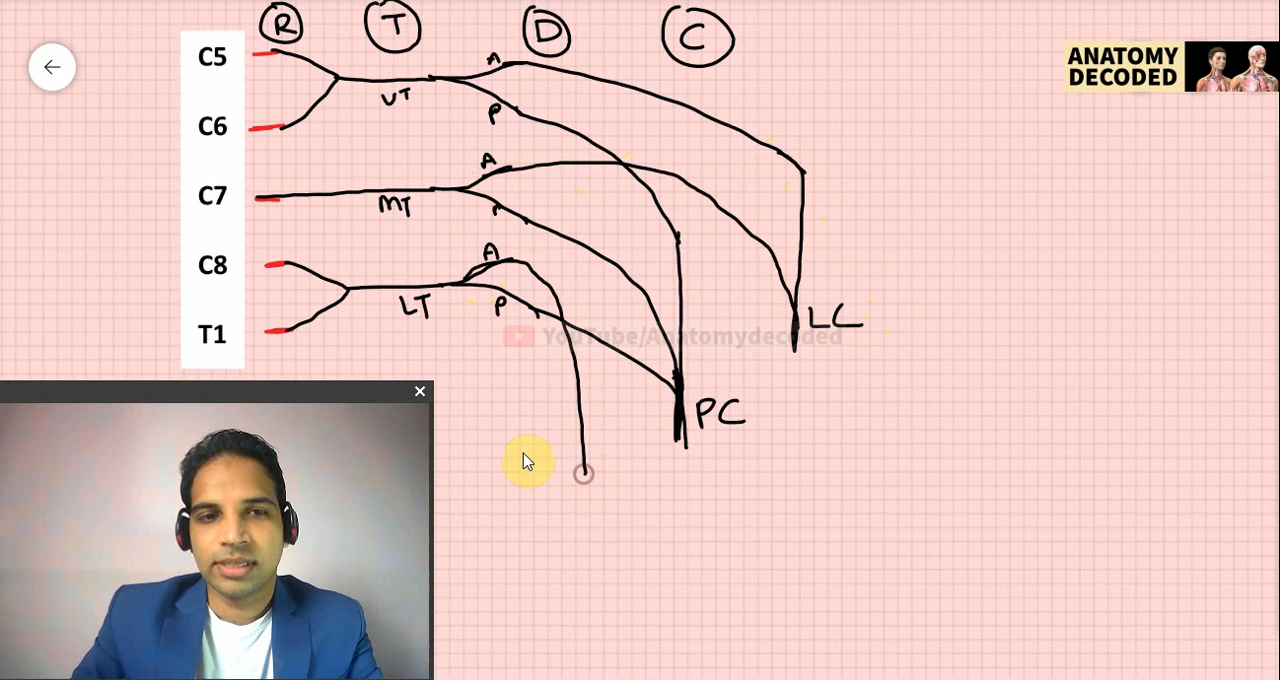 R T D C
C5
C6
C7
C8
T1
A
UT
P
A
MT
P
A
LT
P
LC
PC
ANATOMY
DECODED
YouTube/Anatomydecoded